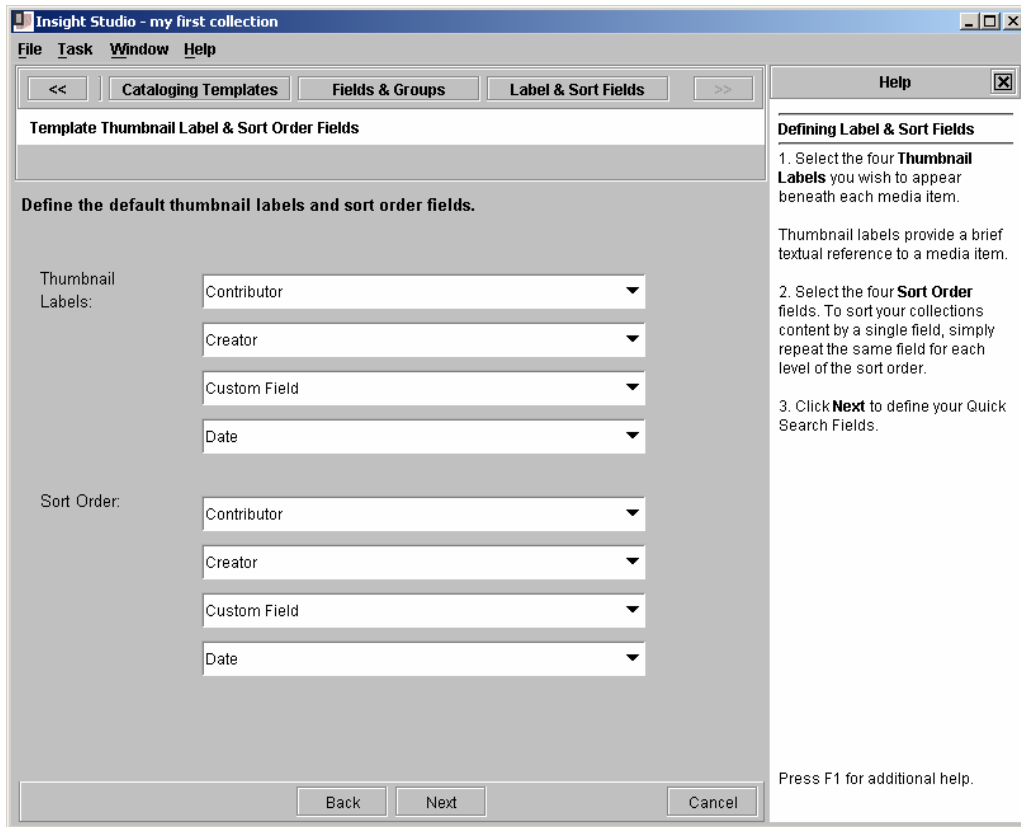 Insight Studio - my first collection
File Task Window Help
<< Cataloging Templates Fields & Groups Label & Sort Fields >>
Template Thumbnail Label & Sort Order Fields
Define the default thumbnail labels and sort order fields.
Thumbnail
Labels:
Contributor
Creator
Custom Field
Date
Sort Order:
Contributor
Creator
Custom Field
Date
Back Next Cancel
Help
Defining Label & Sort Fields
1. Select the four Thumbnail
Labels you wish to appear
beneath each media item.
Thumbnail labels provide a brief
textual reference to a media item.
2. Select the four Sort Order
fields. To sort your collections
content by a single field, simply
repeat the same field for each
level of the sort order.
3. Click Next to define your Quick
Search Fields.
Press F1 for additional help.